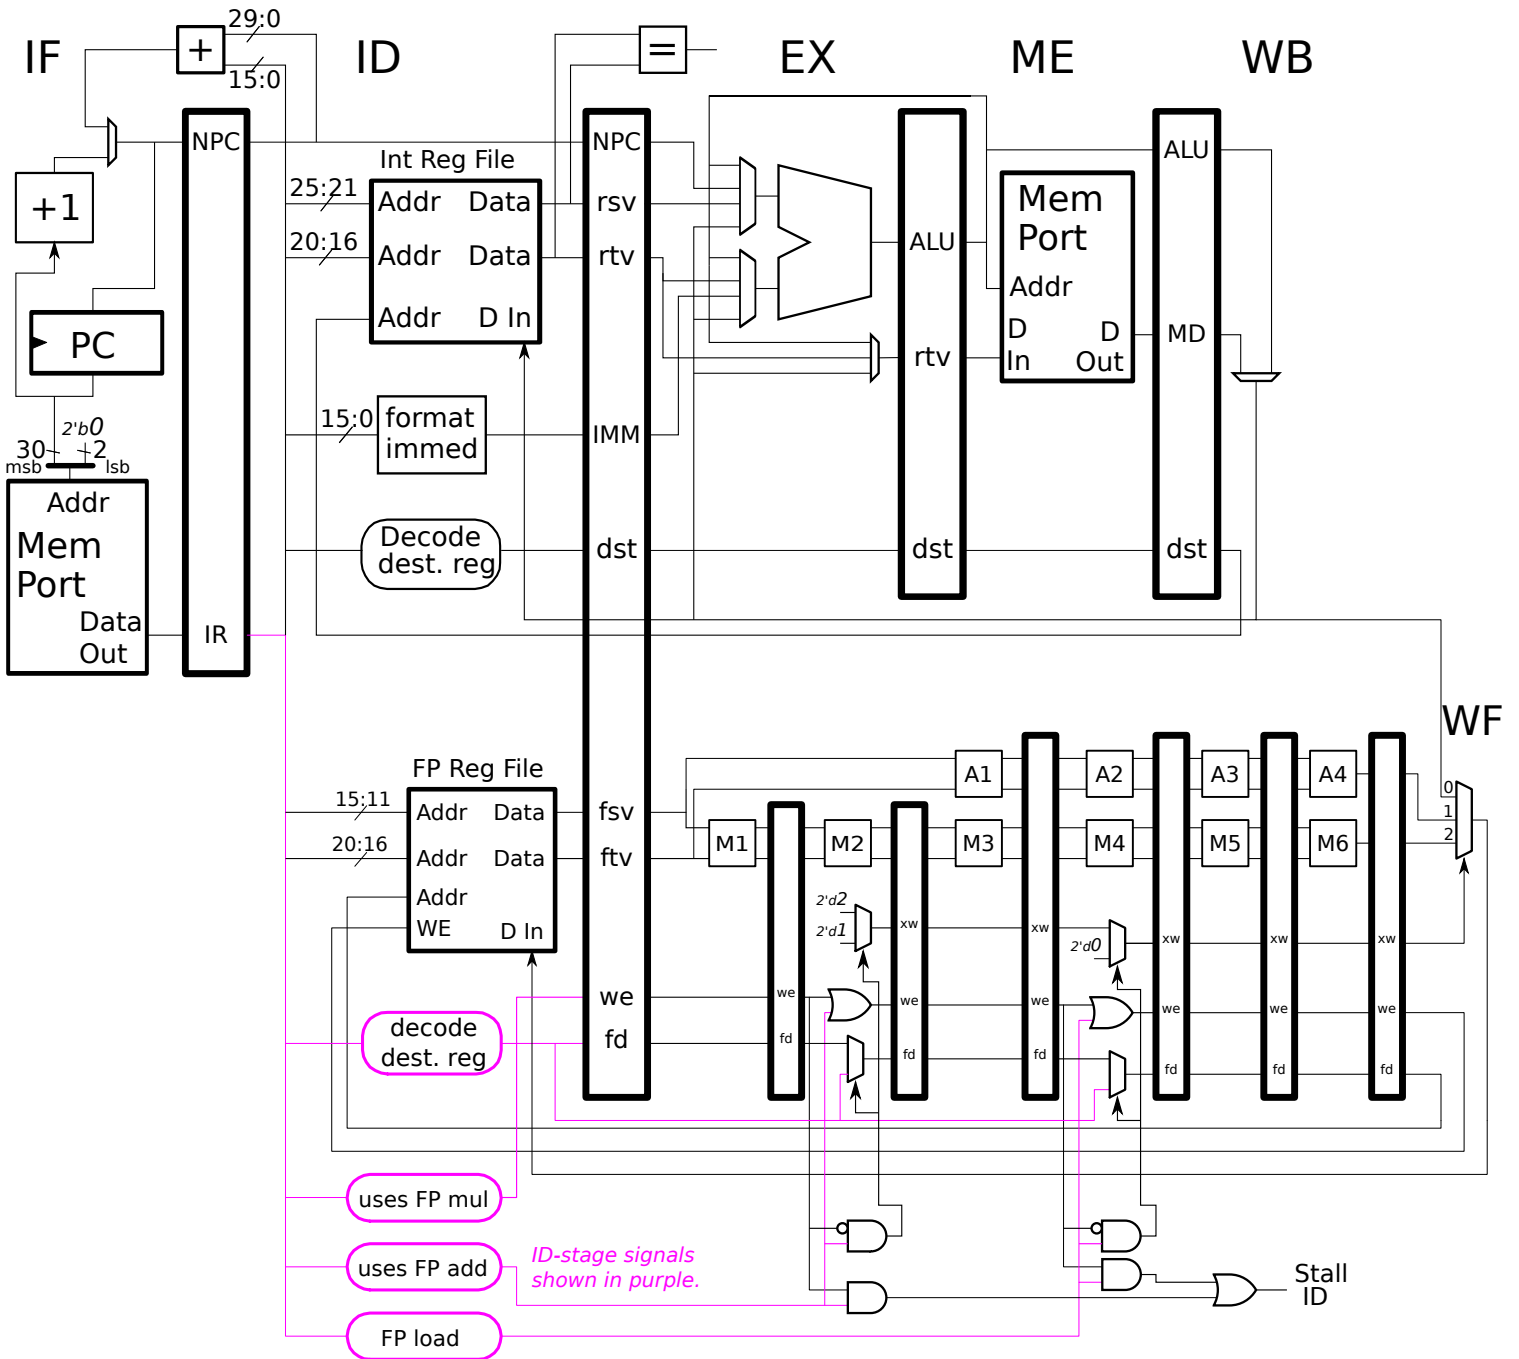 IF
ID
EX
ME
WB
29:0
+
15:0
=
NPC
Int Reg File
NPC
ALU
25:21
Addr
Data
rsv
Mem
Port
+1
20:16
Addr
Data
rtv
ALU
Addr
Addr
D In
D
In
D
Out
MD
PC
rtv
15:0
format
immed
IMM
2'b0
30
2
msb
lsb
Addr
Mem
Port
Data
Out
Decode
dest. reg
dst
dst
dst
IR
WF
FP Reg File
A1
A2
A3
A4
0
1
2
15:11
Addr
Data
fsv
20:16
Addr
Data
ftv
M1
M2
M3
M4
M5
M6
Addr
WE
D In
2'd2
2'd1
xw
xw
2'd0
xw
xw
xw
we
we
we
we
we
we
we
decode
dest. reg
fd
fd
fd
fd
fd
fd
fd
uses FP mul
uses FP add
ID-stage signals
shown in purple.
Stall
ID
FP load